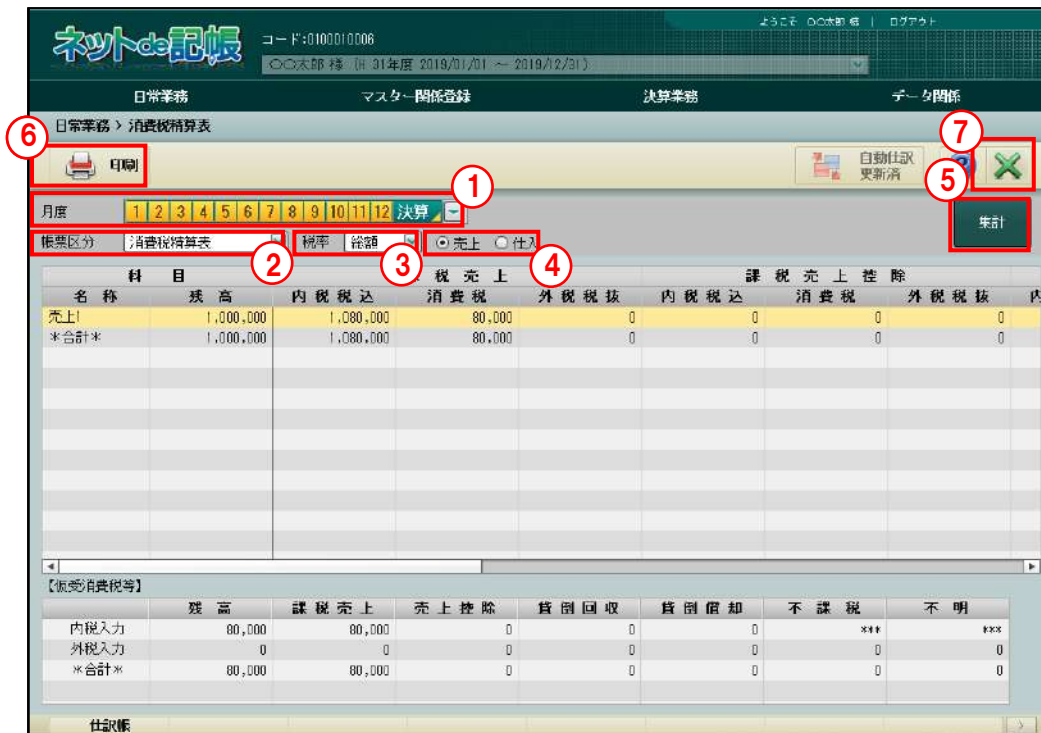 ようこそ 〇〇太郎 様 | ログアウト
ネットde記帳
コード:0100010006
〇〇太郎 様 (H 31年度 2019/01/01 ～ 2019/12/31)
日常業務 マスター関係登録 決算業務 データ関係
日常業務 > 消費税精算表
⑥ 印刷 自動仕訳更新済 ? ⑦
①
月度 1 2 3 4 5 6 7 8 9 10 11 12 決算 ⑤ 集計
帳票区分 消費税精算表 ② 税率 総額 ③ 売上 仕入 ④
科目 税売上 課税売上控除
名称 残高 内税税込 消費税 外税税抜 内税税込 消費税 外税税抜 内
売上1 1,000,000 1,080,000 80,000 0 0 0 0
*合計* 1,000,000 1,080,000 80,000 0 0 0 0
【仮受消費税等】
残高 課税売上 売上控除 貸倒回収 貸倒償却 不課税 不明
内税入力 80,000 80,000 0 0 0 *** ***
外税入力 0 0 0 0 0 0 0
*合計* 80,000 80,000 0 0 0 0 0
仕訳帳